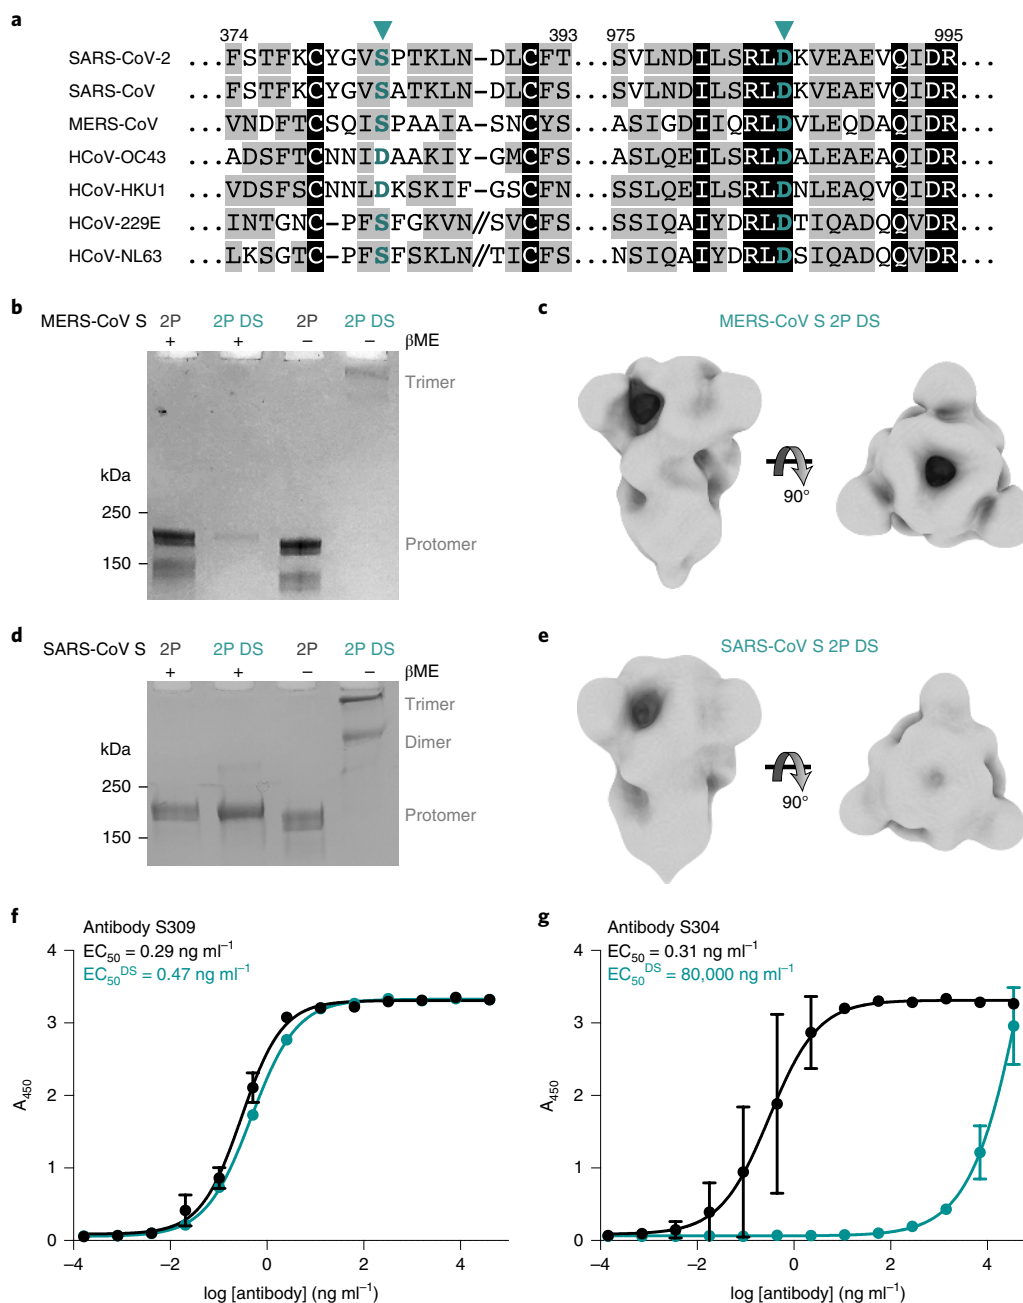 a
374 393 975 995
SARS-CoV-2 ...FSTFKCYGVSPTKLN-DLCFT...SVLNDILSRLDKVEAEVQIDR...
SARS-CoV ...FSTFKCYGVSATKLN-DLCFT...SVLNDILSRLDKVEAEVQIDR...
MERS-CoV ...VNDFTCSQISPAAIA-SNCYS...ASIGDIIQRLDVLEQDAQIDR...
HCoV-OC43 ...ADSFTCNNIDAAKIY-GMCFS...ASLQEILSRLDALEAEAQIDR...
HCoV-HKU1 ...VDSFSCNNLDKSKIF-GSCFN...SSLQEILSRLDNLEAQVQIDR...
HCoV-229E ...INTGNC-PFSFGKVN//SVCFS...SSIQAIYDRLDTIQADQQVDR...
HCoV-NL63 ...LKSGTC-PFSFSKLN//TICFS...NSIQAIYDRLDSIQADQQVDR...
b
MERS-CoV S 2P 2P DS 2P 2P DS
+ + – – βME
Trimer
kDa
250
Protomer
150
c
MERS-CoV S 2P DS
90°
d
SARS-CoV S 2P 2P DS 2P 2P DS
+ + – – βME
Trimer
Dimer
kDa
250
Protomer
150
e
SARS-CoV S 2P DS
90°
f
Antibody S309
EC50 = 0.29 ng ml–1
EC50DS = 0.47 ng ml–1
4
3
2
1
0
A450
–4 –2 0 2 4
log [antibody] (ng ml–1)
g
Antibody S304
EC50 = 0.31 ng ml–1
EC50DS = 80,000 ng ml–1
4
3
2
1
0
A450
–4 –2 0 2 4
log [antibody] (ng ml–1)